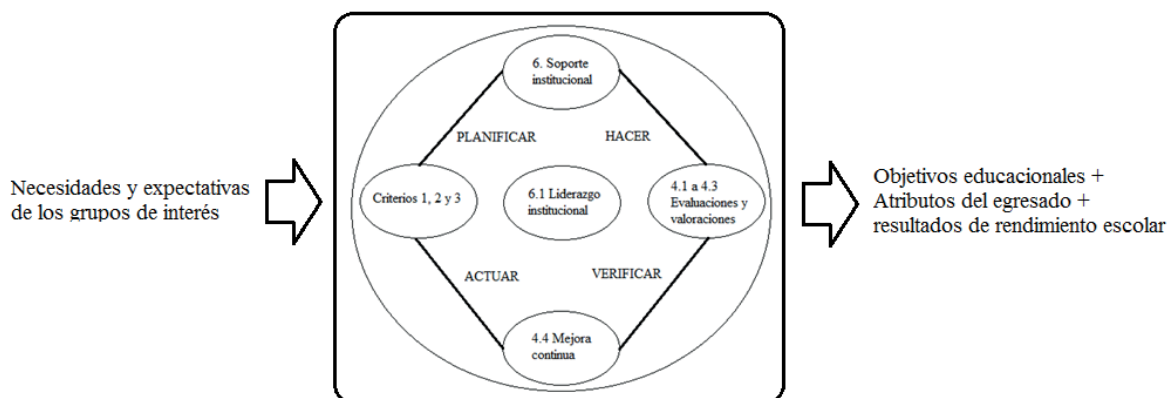 Necesidades y expectativas
de los grupos de interés
6. Soporte
institucional
PLANIFICAR
HACER
Criterios 1, 2 y 3
6.1 Liderazgo
institucional
4.1 a 4.3
Evaluaciones y
valoraciones
ACTUAR
VERIFICAR
4.4 Mejora
continua
Objetivos educacionales +
Atributos del egresado +
resultados de rendimiento escolar